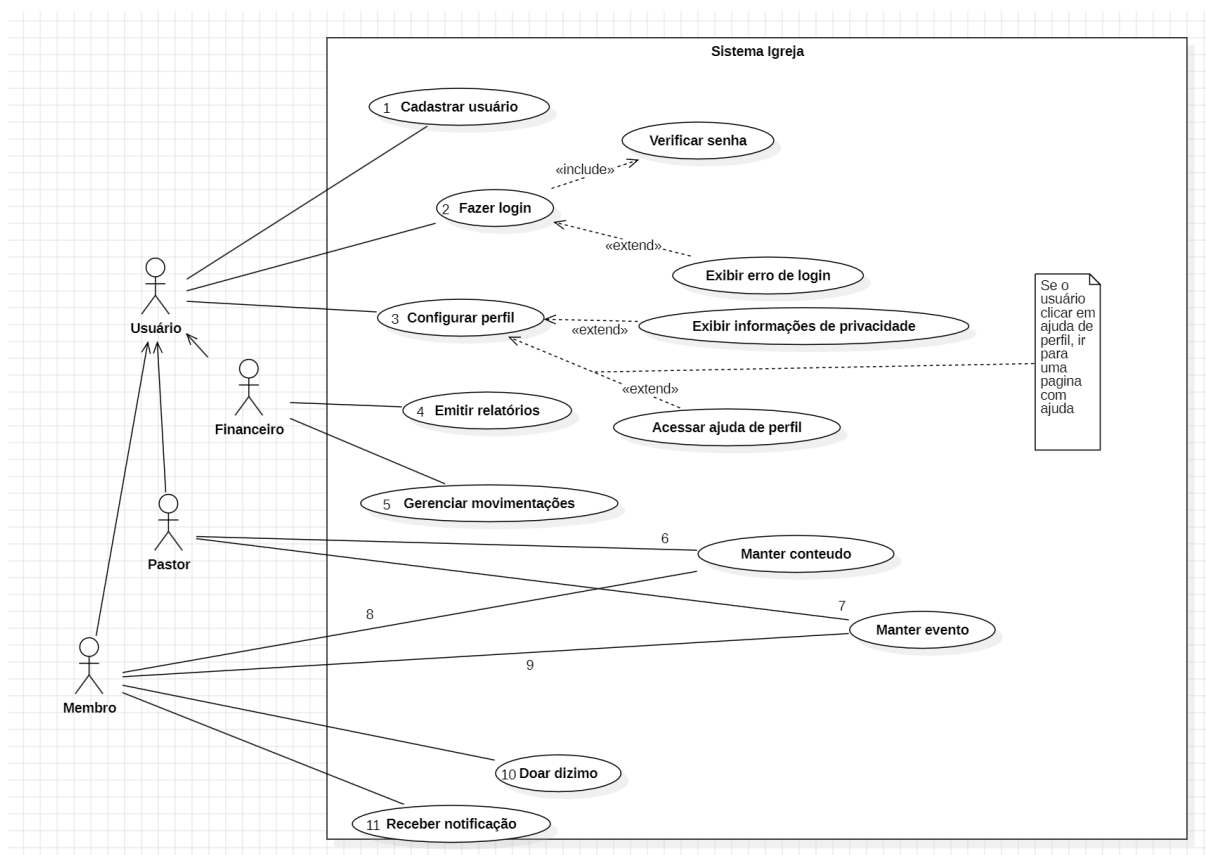 Sistema Igreja
1 Cadastrar usuário
Verificar senha
«include»
2 Fazer login
«extend»
Exibir erro de login
Usuário
3 Configurar perfil
«extend»
Exibir informações de privacidade
Se o
usuário
clicar em
ajuda de
perfil, ir
para
uma
pagina
com
ajuda
«extend»
4 Emitir relatórios
Acessar ajuda de perfil
Financeiro
5 Gerenciar movimentações
6
Manter conteudo
Pastor
8
7
Manter evento
9
Membro
10 Doar dizimo
11 Receber notificação